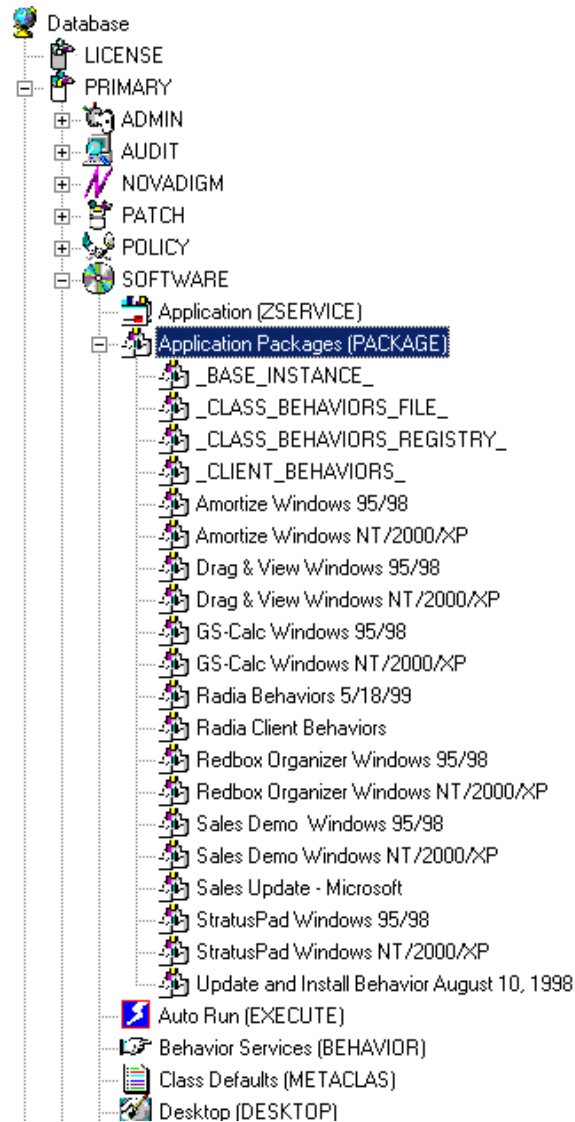 Database
LICENSE
PRIMARY
ADMIN
AUDIT
NOVADIGM
PATCH
POLICY
SOFTWARE
Application (ZSERVICE)
Application Packages (PACKAGE)
_BASE_INSTANCE_
_CLASS_BEHAVIORS_FILE_
_CLASS_BEHAVIORS_REGISTRY_
_CLIENT_BEHAVIORS_
Amortize Windows 95/98
Amortize Windows NT/2000/XP
Drag & View Windows 95/98
Drag & View Windows NT/2000/XP
GS-Calc Windows 95/98
GS-Calc Windows NT/2000/XP
Radia Behaviors 5/18/99
Radia Client Behaviors
Redbox Organizer Windows 95/98
Redbox Organizer Windows NT/2000/XP
Sales Demo  Windows 95/98
Sales Demo Windows NT/2000/XP
Sales Update - Microsoft
StratusPad Windows 95/98
StratusPad Windows NT/2000/XP
Update and Install Behavior August 10, 1998
Auto Run (EXECUTE)
Behavior Services (BEHAVIOR)
Class Defaults (METACLAS)
Desktop (DESKTOP)